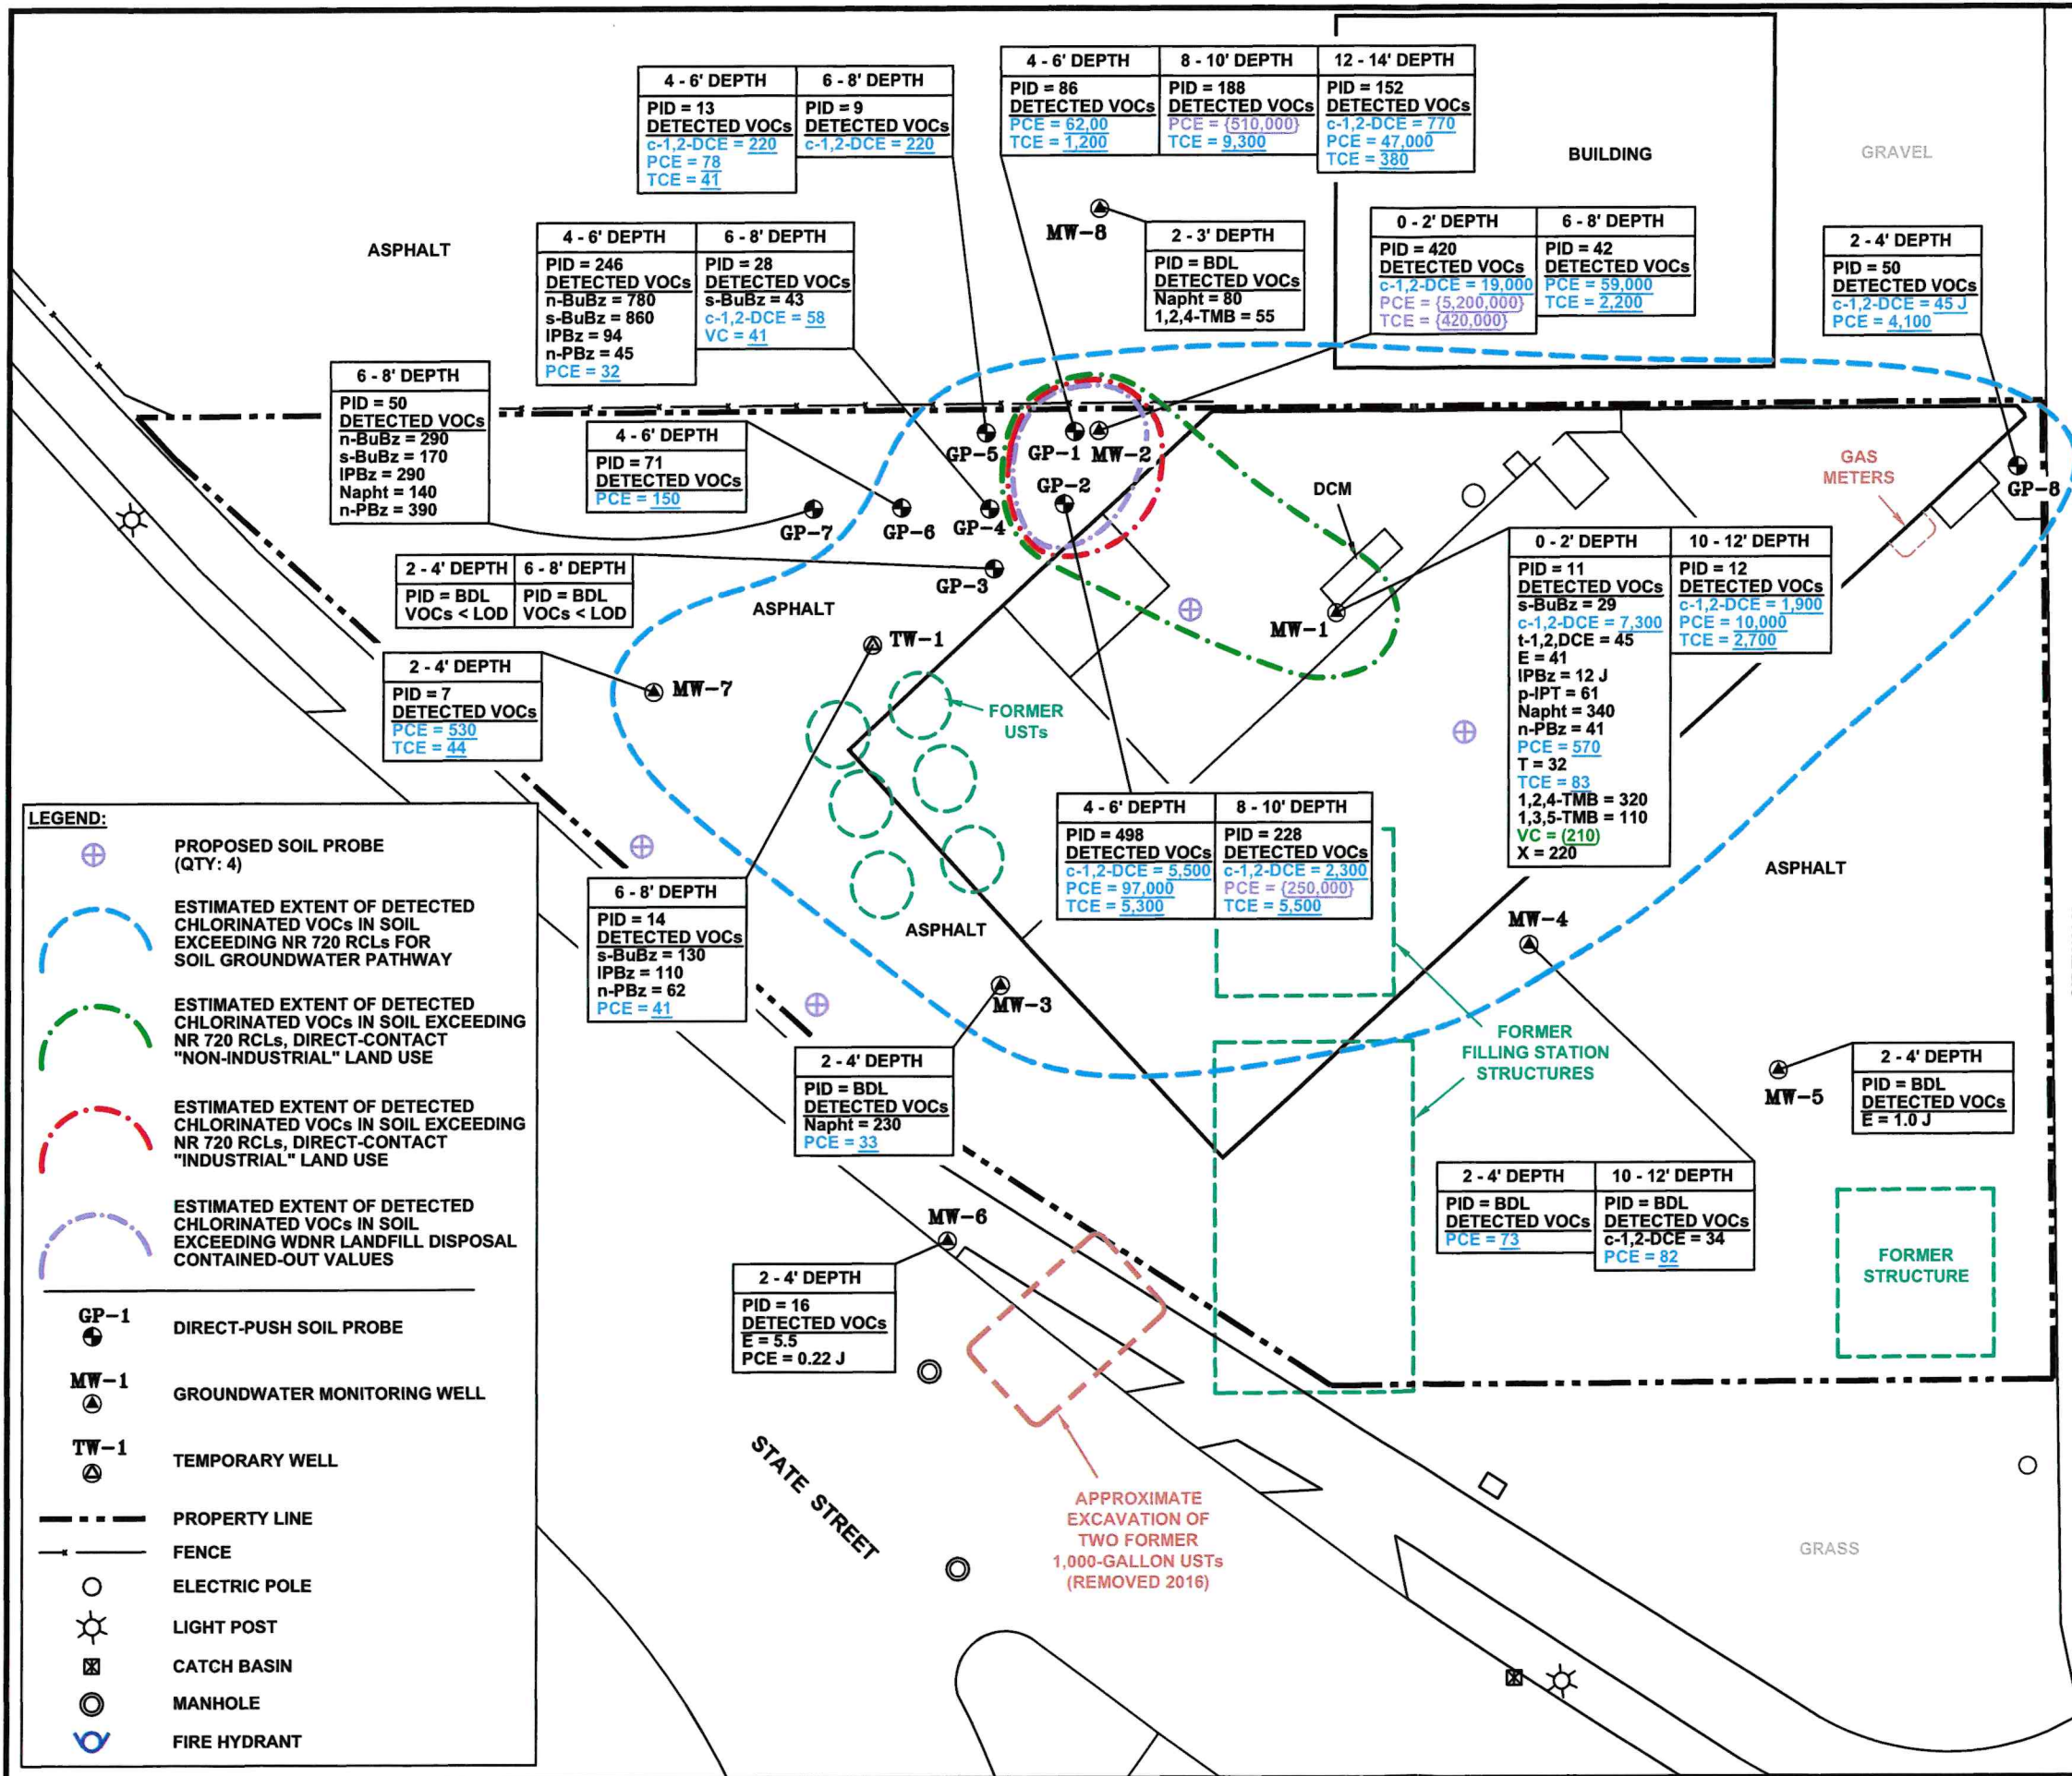 4 - 6' DEPTH
6 - 8' DEPTH
PID = 13
DETECTED VOCs
c-1,2-DCE = 220
PCE = 78
TCE = 41
PID = 9
DETECTED VOCs
c-1,2-DCE = 220
4 - 6' DEPTH
8 - 10' DEPTH
12 - 14' DEPTH
PID = 86
DETECTED VOCs
PCE = 62,00
TCE = 1,200
PID = 188
DETECTED VOCs
PCE = {510,000}
TCE = 9,300
PID = 152
DETECTED VOCs
c-1,2-DCE = 770
PCE = 47,000
TCE = 380
BUILDING
GRAVEL
ASPHALT
4 - 6' DEPTH
6 - 8' DEPTH
PID = 246
DETECTED VOCs
n-BuBz = 780
s-BuBz = 860
IPBz = 94
n-PBz = 45
PCE = 32
PID = 28
DETECTED VOCs
s-BuBz = 43
c-1,2-DCE = 58
VC = 41
MW-8
2 - 3' DEPTH
PID = BDL
DETECTED VOCs
Napht = 80
1,2,4-TMB = 55
0 - 2' DEPTH
6 - 8' DEPTH
PID = 420
DETECTED VOCs
c-1,2-DCE = 19,000
PCE = {5,200,000}
TCE = {420,000}
PID = 42
DETECTED VOCs
PCE = 59,000
TCE = 2,200
2 - 4' DEPTH
PID = 50
DETECTED VOCs
c-1,2-DCE = 45 J
PCE = 4,100
6 - 8' DEPTH
PID = 50
DETECTED VOCs
n-BuBz = 290
s-BuBz = 170
IPBz = 290
Napht = 140
n-PBz = 390
4 - 6' DEPTH
PID = 71
DETECTED VOCs
PCE = 150
GP-5
GP-1
MW-2
GP-2
GP-7
GP-6
GP-4
GP-3
DCM
GAS
METERS
GP-8
2 - 4' DEPTH
6 - 8' DEPTH
PID = BDL
VOCs < LOD
PID = BDL
VOCs < LOD
ASPHALT
TW-1
MW-1
0 - 2' DEPTH
10 - 12' DEPTH
PID = 11
DETECTED VOCs
s-BuBz = 29
c-1,2-DCE = 7,300
t-1,2,DCE = 45
E = 41
IPBz = 12 J
p-IPT = 61
Napht = 340
n-PBz = 41
PCE = 570
T = 32
TCE = 83
1,2,4-TMB = 320
1,3,5-TMB = 110
VC = (210)
X = 220
PID = 12
DETECTED VOCs
c-1,2-DCE = 1,900
PCE = 10,000
TCE = 2,700
2 - 4' DEPTH
PID = 7
DETECTED VOCs
PCE = 530
TCE = 44
MW-7
FORMER
USTs
4 - 6' DEPTH
8 - 10' DEPTH
PID = 498
DETECTED VOCs
c-1,2-DCE = 5,500
PCE = 97,000
TCE = 5,300
PID = 228
DETECTED VOCs
c-1,2-DCE = 2,300
PCE = {250,000}
TCE = 5,500
ASPHALT
6 - 8' DEPTH
PID = 14
DETECTED VOCs
s-BuBz = 130
IPBz = 110
n-PBz = 62
PCE = 41
ASPHALT
MW-4
MW-3
2 - 4' DEPTH
PID = BDL
DETECTED VOCs
Napht = 230
PCE = 33
FORMER
FILLING STATION
STRUCTURES
MW-5
2 - 4' DEPTH
PID = BDL
DETECTED VOCs
E = 1.0 J
2 - 4' DEPTH
10 - 12' DEPTH
PID = BDL
DETECTED VOCs
PCE = 73
PID = BDL
DETECTED VOCs
c-1,2-DCE = 34
PCE = 82
FORMER
STRUCTURE
MW-6
2 - 4' DEPTH
PID = 16
DETECTED VOCs
E = 5.5
PCE = 0.22 J
STATE STREET
APPROXIMATE
EXCAVATION OF
TWO FORMER
1,000-GALLON USTs
(REMOVED 2016)
GRASS
LEGEND:
PROPOSED SOIL PROBE
(QTY: 4)
ESTIMATED EXTENT OF DETECTED
CHLORINATED VOCs IN SOIL
EXCEEDING NR 720 RCLs FOR
SOIL GROUNDWATER PATHWAY
ESTIMATED EXTENT OF DETECTED
CHLORINATED VOCs IN SOIL EXCEEDING
NR 720 RCLs, DIRECT-CONTACT
"NON-INDUSTRIAL" LAND USE
ESTIMATED EXTENT OF DETECTED
CHLORINATED VOCs IN SOIL EXCEEDING
NR 720 RCLs, DIRECT-CONTACT
"INDUSTRIAL" LAND USE
ESTIMATED EXTENT OF DETECTED
CHLORINATED VOCs IN SOIL
EXCEEDING WDNR LANDFILL DISPOSAL
CONTAINED-OUT VALUES
GP-1
DIRECT-PUSH SOIL PROBE
MW-1
GROUNDWATER MONITORING WELL
TW-1
TEMPORARY WELL
PROPERTY LINE
FENCE
ELECTRIC POLE
LIGHT POST
CATCH BASIN
MANHOLE
FIRE HYDRANT